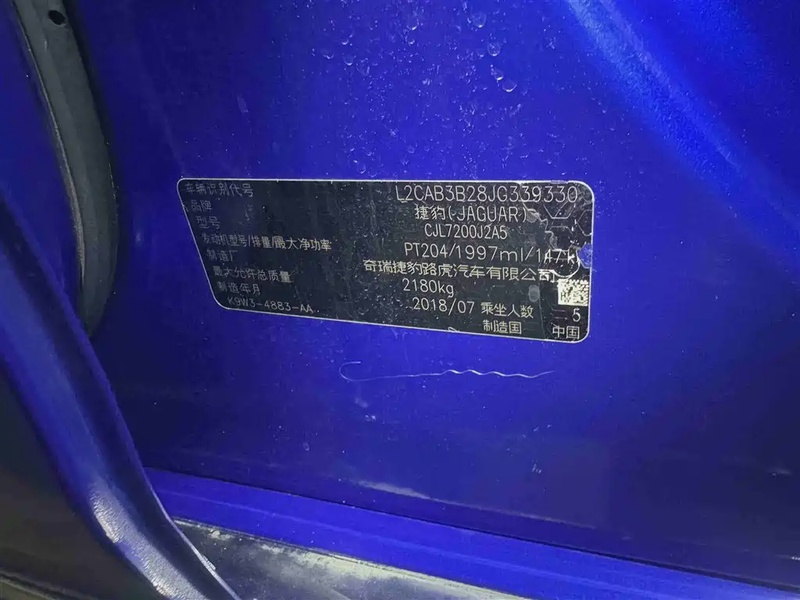 车辆识别代号 L2CAB3B28JG339330
品牌 捷豹(JAGUAR)
型号 CJL7200J2A5
发动机型号/排量/最大净功率 PT204/1997ml/147k
制造厂 奇瑞捷豹路虎汽车有限公司
最大允许总质量 2180kg
制造年月 2018/07 乘坐人数 5
K9W3-4883-AA 制造国 中国